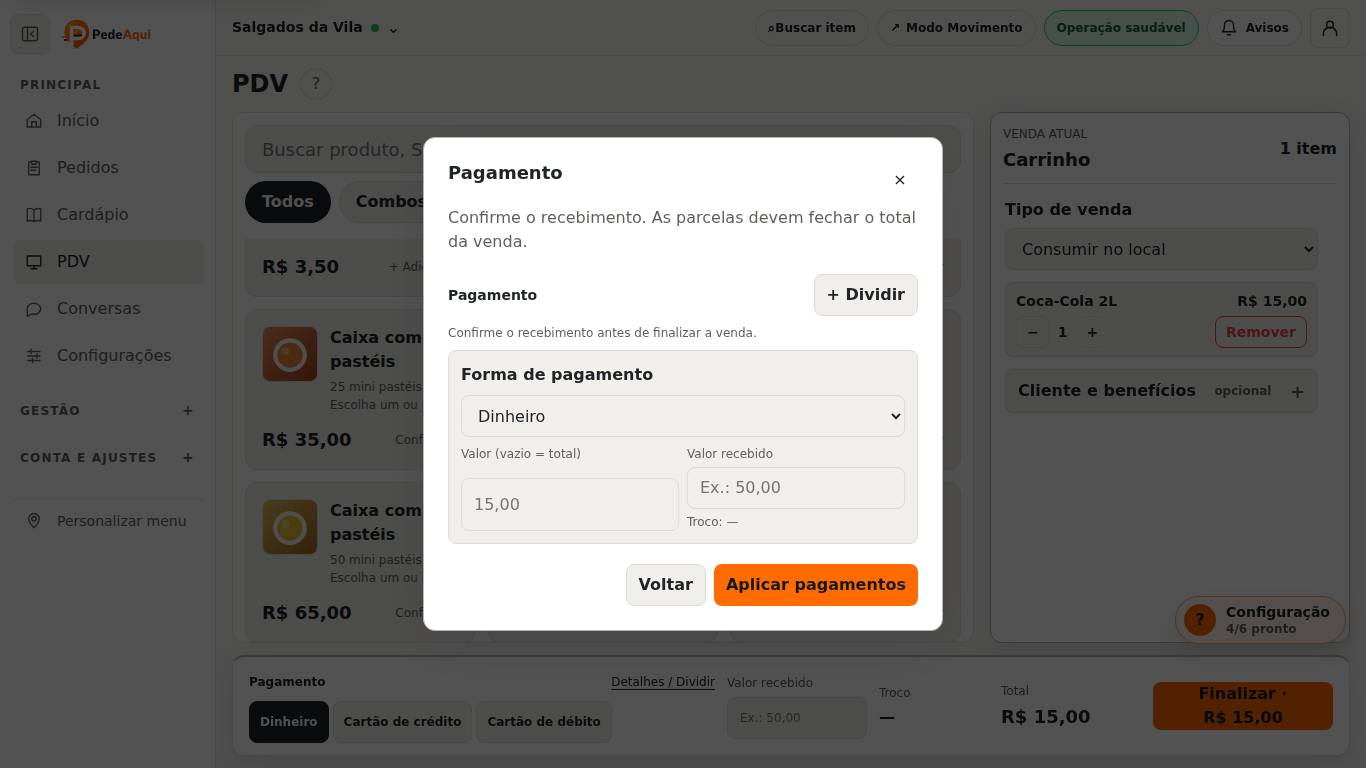 PedeAqui
Salgados da Vila
Buscar item
↗ Modo Movimento
Operação saudável
Avisos
PRINCIPAL
Início
Pedidos
Cardápio
PDV
Conversas
Configurações
GESTÃO +
CONTA E AJUSTES +
Personalizar menu
PDV ?
Buscar produto, S
Todos
Combos
R$ 3,50
+ Adi
Caixa com
pastéis
25 mini pastéis
Escolha um ou
R$ 35,00
Conf
Caixa com
pastéis
50 mini pastéis
Escolha um ou
R$ 65,00
Conf
Pagamento
×
Confirme o recebimento. As parcelas devem fechar o total
da venda.
Pagamento
+ Dividir
Confirme o recebimento antes de finalizar a venda.
Forma de pagamento
Dinheiro
Valor (vazio = total)
Valor recebido
15,00
Ex.: 50,00
Troco: —
Voltar
Aplicar pagamentos
VENDA ATUAL
Carrinho
1 item
Tipo de venda
Consumir no local
Coca-Cola 2L
R$ 15,00
− 1 +
Remover
Cliente e benefícios
opcional +
?
Configuração
4/6 pronto
Pagamento
Detalhes / Dividir
Dinheiro
Cartão de crédito
Cartão de débito
Valor recebido
Ex.: 50,00
Troco
—
Total
R$ 15,00
Finalizar ·
R$ 15,00